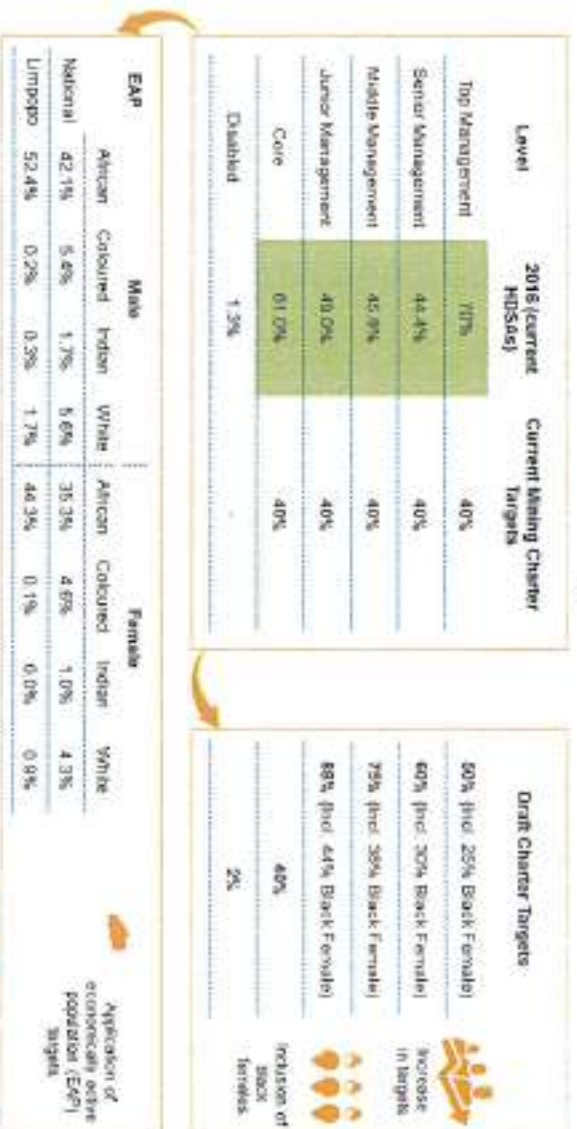 Level 2016 (current HDSAs) Current Mining Charter Targets
Top Management 70% 40%
Senior Management 44.4% 40%
Middle Management 45.9% 40%
Junior Management 49.0% 40%
Core 61.0% 40%
Disabled 1.3% -
Draft Charter Targets
50% (Incl. 25% Black Female)
60% (Incl. 30% Black Female)
75% (Incl. 38% Black Female)
88% (Incl. 44% Black Female)
40%
2%
Increase in targets
Inclusion of Black females
EAP Male Female
African Coloured Indian White African Coloured Indian White
National 42.1% 5.4% 1.7% 5.6% 35.3% 4.6% 1.0% 4.3%
Limpopo 52.4% 0.2% 0.3% 1.7% 44.3% 0.1% 0.0% 0.9%
Application of economically active population (EAP) targets